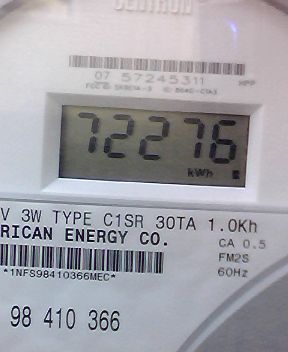 CENTRON
07 57245311
72276
kWh
V 3W TYPE C1SR 30TA 1.0Kh
RICAN ENERGY CO.
CA 0.5
FM2S
*1NFS98410366MEC*
60Hz
98 410 366